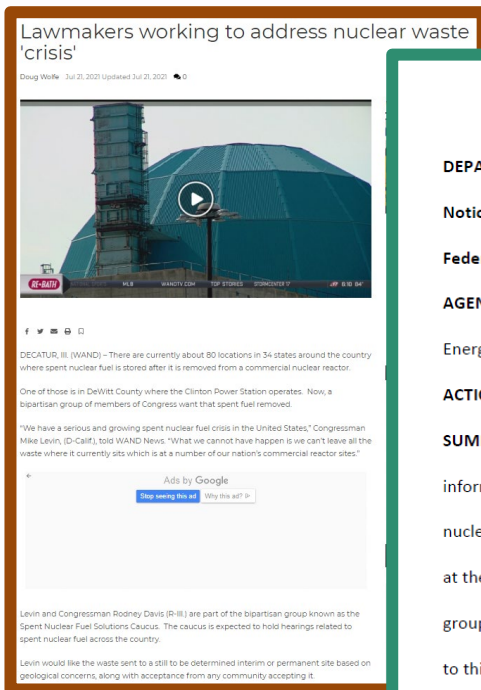 Lawmakers working to address nuclear waste
'crisis'
Doug Wolfe Jul 21, 2021 Updated Jul 21, 2021 0
RE-BATH
MLB WANDTV.COM TOP STORIES STORMCENTER 17 8:10 84°
DECATUR, Ill. (WAND) – There are currently about 80 locations in 34 states around the country
where spent nuclear fuel is stored after it is removed from a commercial nuclear reactor.
One of those is in DeWitt County where the Clinton Power Station operates. Now, a
bipartisan group of members of Congress want that spent fuel removed.
“We have a serious and growing spent nuclear fuel crisis in the United States,” Congressman
Mike Levin, (D-Calif.), told WAND News. “What we cannot have happen is we can’t leave all the
waste where it currently sits which is at a number of our nation’s commercial reactor sites.”
Ads by Google
Stop seeing this ad Why this ad?
Levin and Congressman Rodney Davis (R-Ill.) are part of the bipartisan group known as the
Spent Nuclear Fuel Solutions Caucus. The caucus is expected to hold hearings related to
spent nuclear fuel across the country.
Levin would like the waste sent to a still to be determined interim or permanent site based on
geological concerns, along with acceptance from any community accepting it.
DEPA
Notic
Fede
AGEN
Energ
ACTIO
SUM
infor
nucle
at the
group
to thi